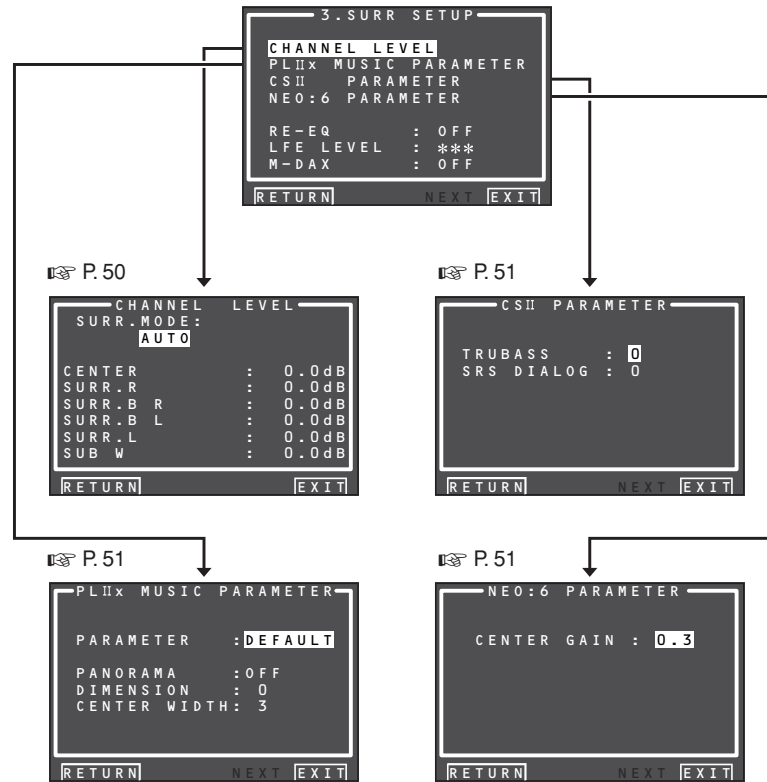 3.SURR SETUP
CHANNEL LEVEL
PLIIx MUSIC PARAMETER
CSII PARAMETER
NEO:6 PARAMETER
RE-EQ : OFF
LFE LEVEL : ***
M-DAX : OFF
RETURN NEXT EXIT
☞ P. 50
CHANNEL LEVEL
SURR.MODE:
AUTO
CENTER : 0.0dB
SURR.R : 0.0dB
SURR.B R : 0.0dB
SURR.B L : 0.0dB
SURR.L : 0.0dB
SUB W : 0.0dB
RETURN EXIT
☞ P. 51
CSII PARAMETER
TRUBASS : 0
SRS DIALOG : 0
RETURN NEXT EXIT
☞ P. 51
PLIIx MUSIC PARAMETER
PARAMETER :DEFAULT
PANORAMA :OFF
DIMENSION : 0
CENTER WIDTH: 3
RETURN NEXT EXIT
☞ P. 51
NEO:6 PARAMETER
CENTER GAIN : 0.3
RETURN NEXT EXIT